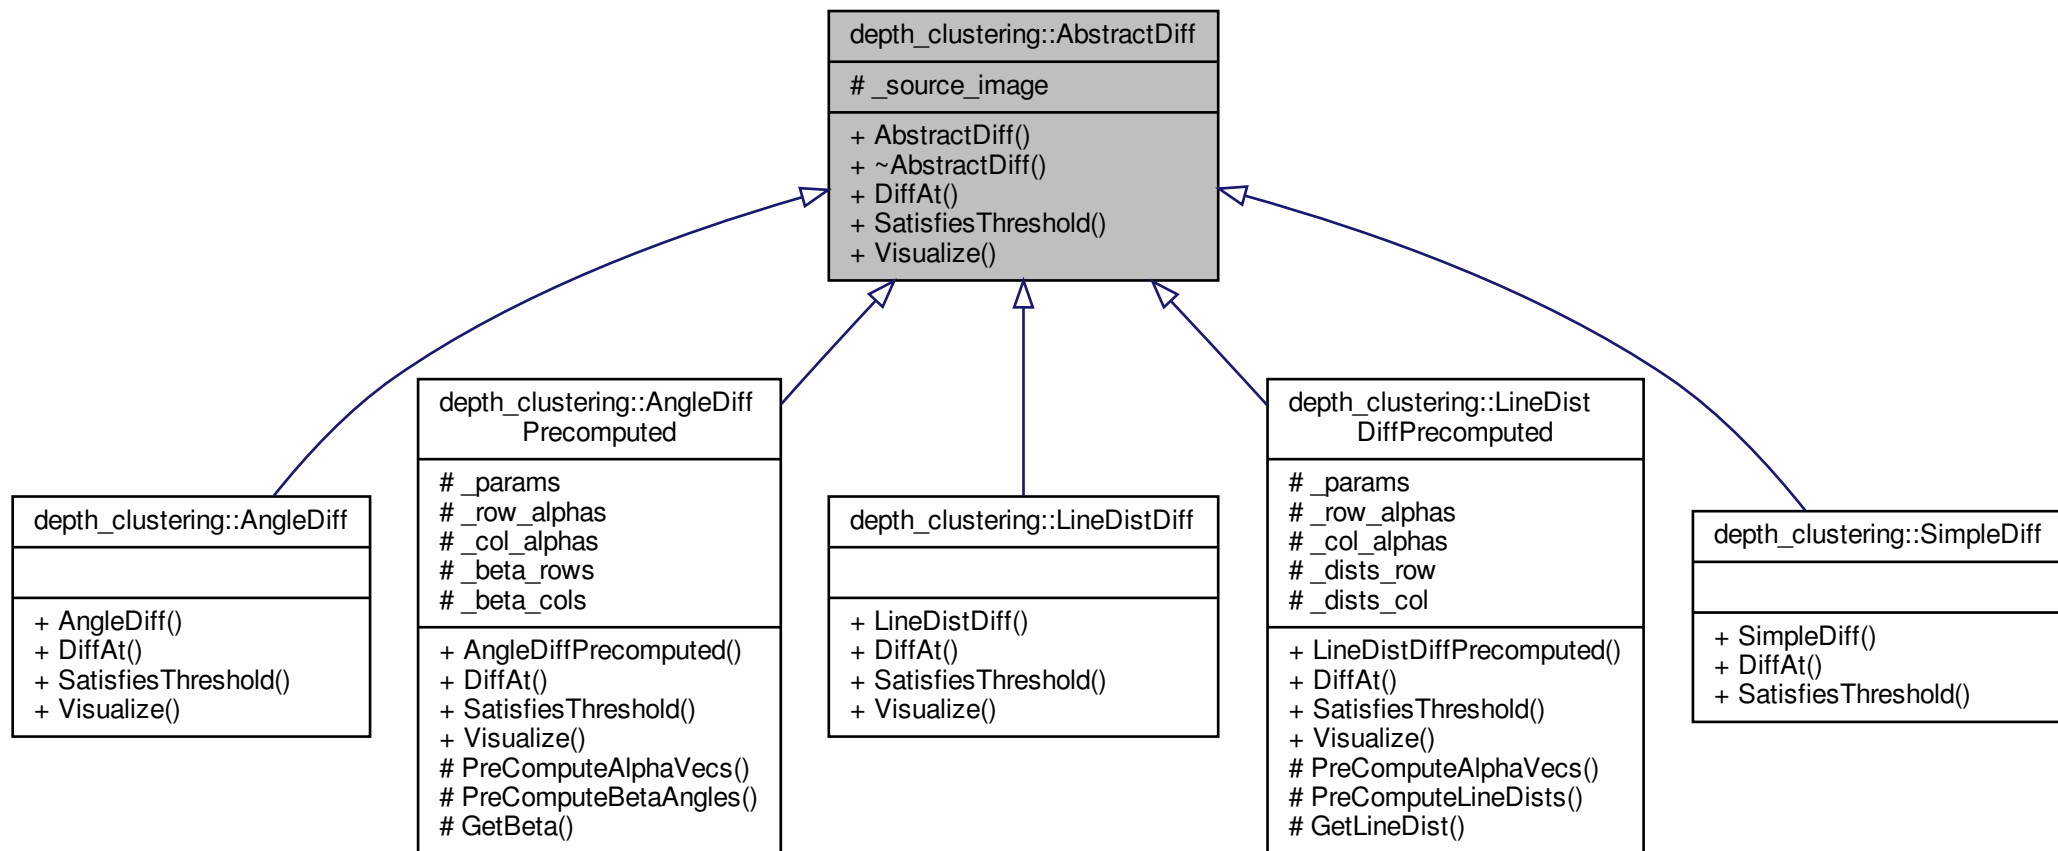 depth_clustering::AbstractDiff
# _source_image
+ AbstractDiff()
+ ~AbstractDiff()
+ DiffAt()
+ SatisfiesThreshold()
+ Visualize()
depth_clustering::AngleDiff
+ AngleDiff()
+ DiffAt()
+ SatisfiesThreshold()
+ Visualize()
depth_clustering::AngleDiff
Precomputed
# _params
# _row_alphas
# _col_alphas
# _beta_rows
# _beta_cols
+ AngleDiffPrecomputed()
+ DiffAt()
+ SatisfiesThreshold()
+ Visualize()
# PreComputeAlphaVecs()
# PreComputeBetaAngles()
# GetBeta()
depth_clustering::LineDistDiff
+ LineDistDiff()
+ DiffAt()
+ SatisfiesThreshold()
+ Visualize()
depth_clustering::LineDist
DiffPrecomputed
# _params
# _row_alphas
# _col_alphas
# _dists_row
# _dists_col
+ LineDistDiffPrecomputed()
+ DiffAt()
+ SatisfiesThreshold()
+ Visualize()
# PreComputeAlphaVecs()
# PreComputeLineDists()
# GetLineDist()
depth_clustering::SimpleDiff
+ SimpleDiff()
+ DiffAt()
+ SatisfiesThreshold()